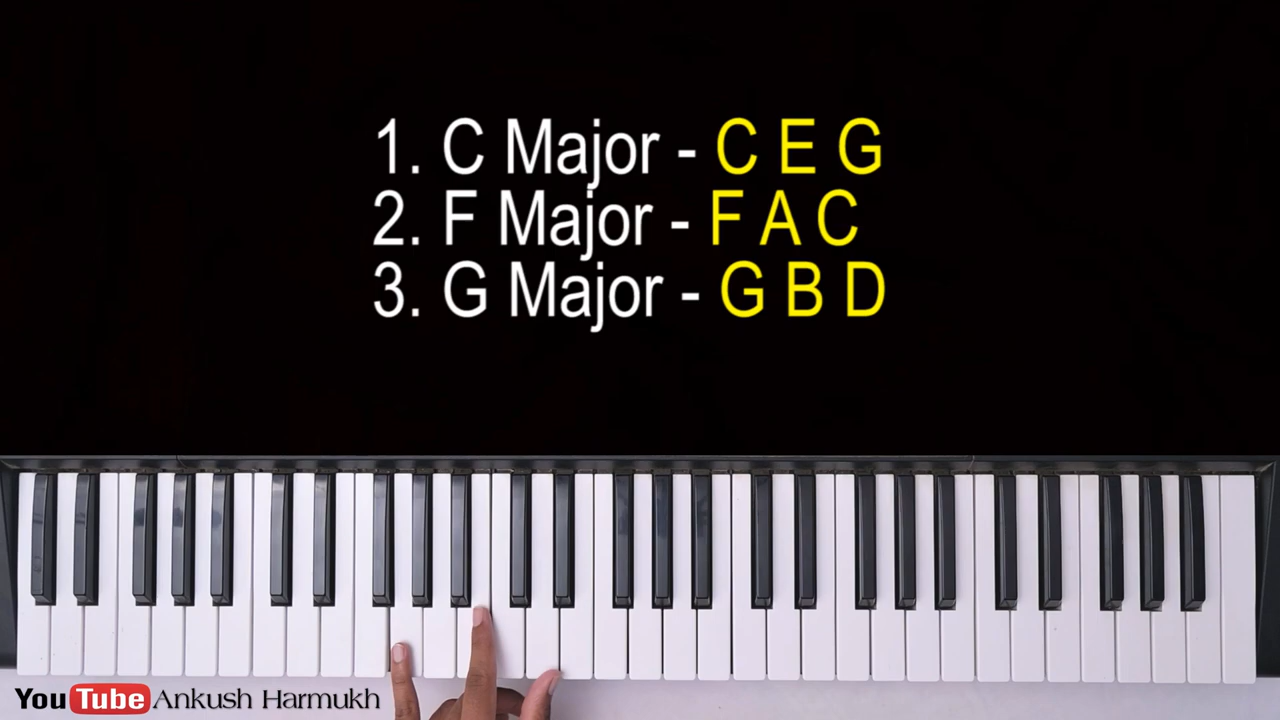 1. C Major - C E G
2. F Major - F A C
3. G Major - G B D
YouTube Ankush Harmukh